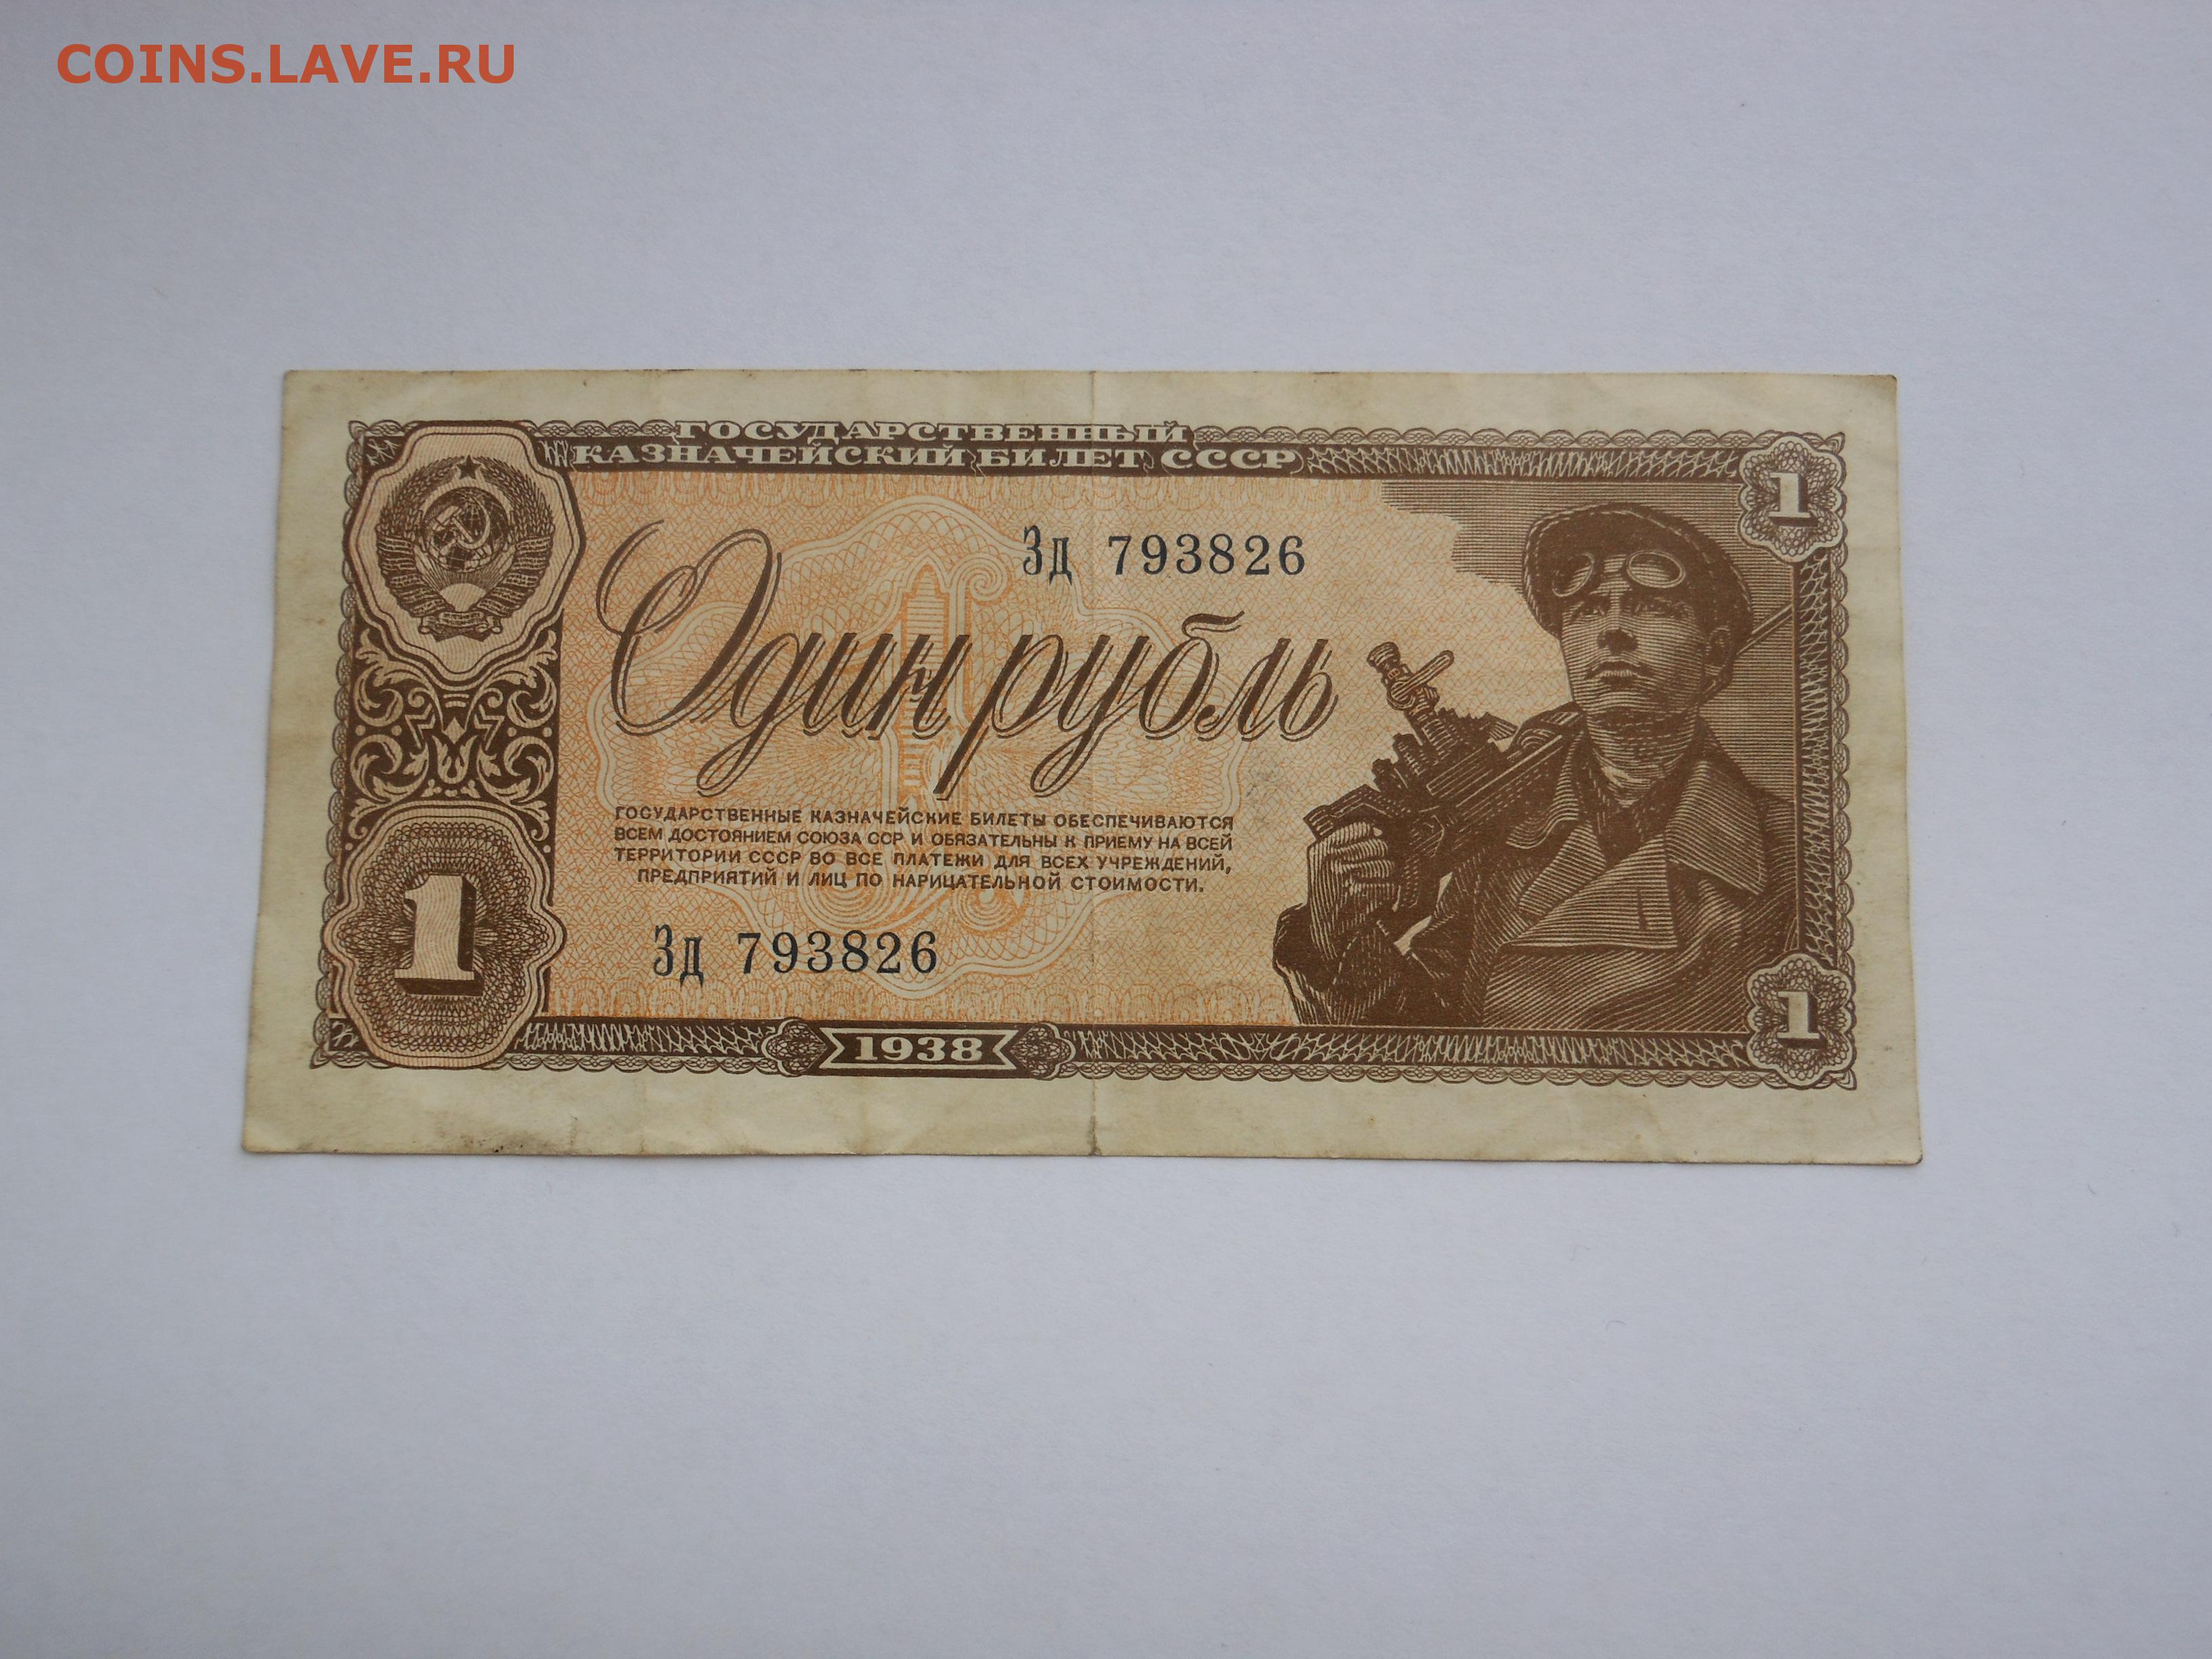 COINS.LAVE.RU
ГОСУДАРСТВЕННЫЙ
КАЗНАЧЕЙСКИЙ БИЛЕТ СССР
1
Зд 793826
Один рубль
ГОСУДАРСТВЕННЫЕ КАЗНАЧЕЙСКИЕ БИЛЕТЫ ОБЕСПЕЧИВАЮТСЯ
ВСЕМ ДОСТОЯНИЕМ СОЮЗА ССР И ОБЯЗАТЕЛЬНЫ К ПРИЕМУ НА ВСЕЙ
ТЕРРИТОРИИ СССР ВО ВСЕ ПЛАТЕЖИ ДЛЯ ВСЕХ УЧРЕЖДЕНИЙ,
ПРЕДПРИЯТИЙ И ЛИЦ ПО НАРИЦАТЕЛЬНОЙ СТОИМОСТИ.
1
Зд 793826
1
1938